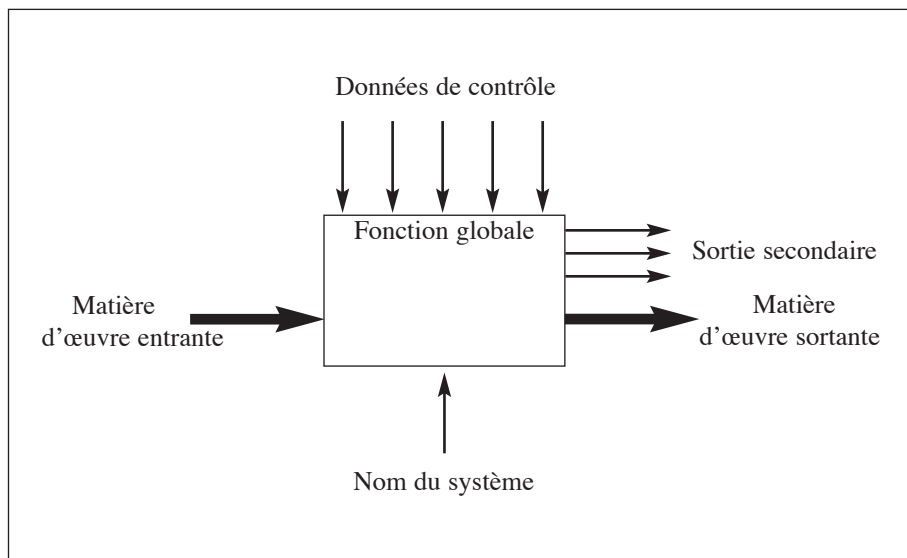 Données de contrôle
Fonction globale
Sortie secondaire
Matière
d'œuvre entrante
Matière
d'œuvre sortante
Nom du système